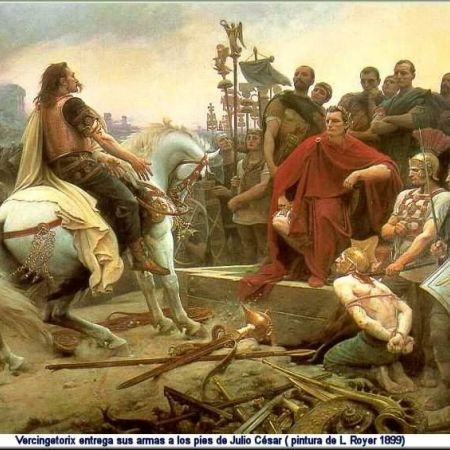 Vercingetorix entrega sus armas a los pies de Julio César ( pintura de L. Royer 1899)